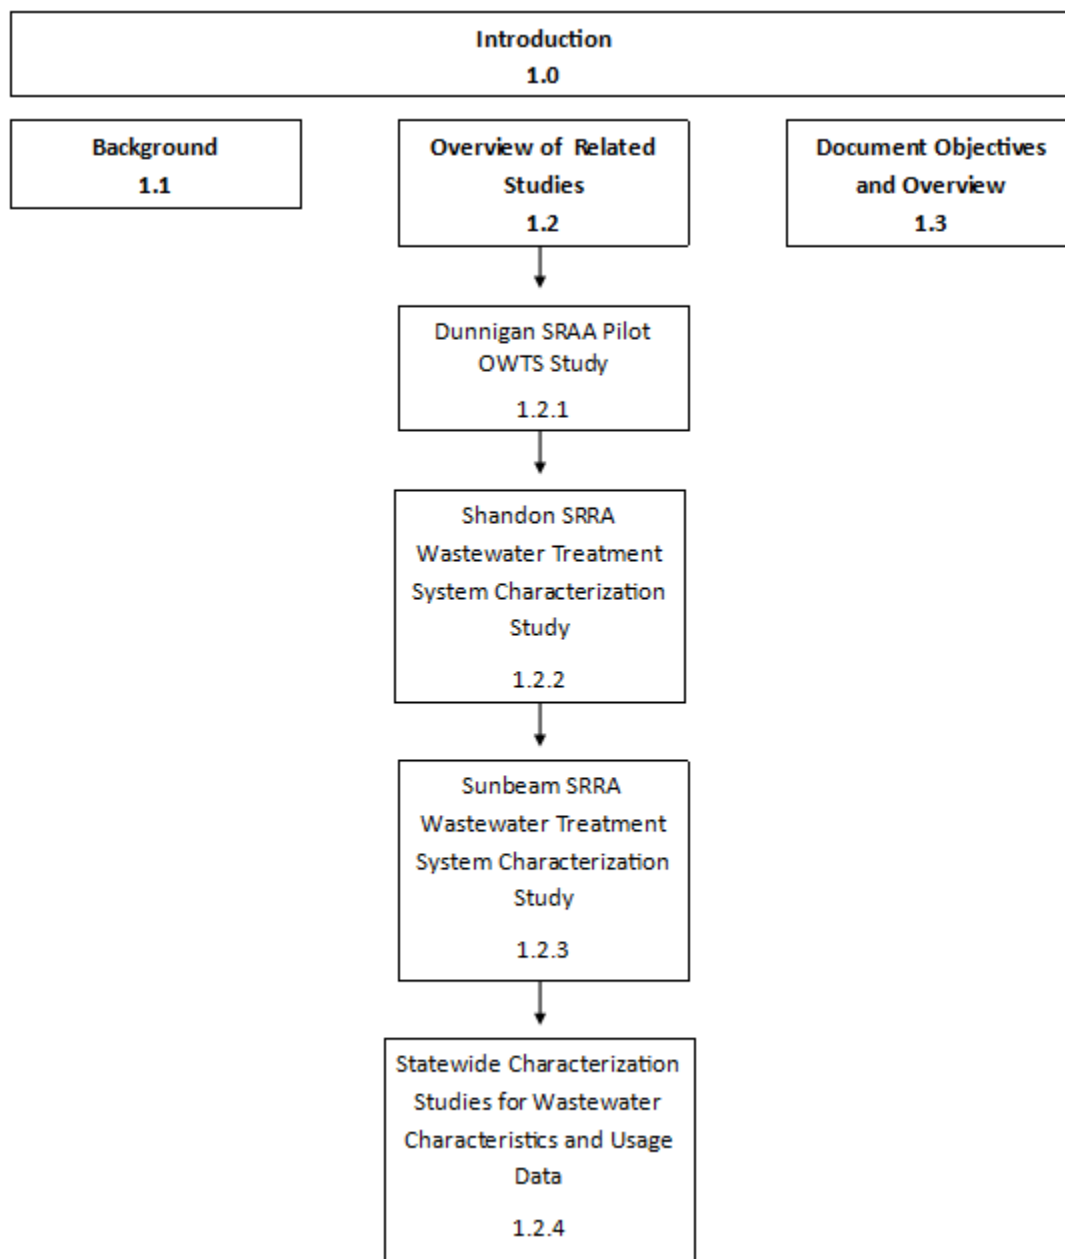 Introduction
1.0
Background
1.1
Overview of Related
Studies
1.2
Document Objectives
and Overview
1.3
Dunnigan SRAA Pilot
OWTS Study
1.2.1
Shandon SRRA
Wastewater Treatment
System Characterization
Study
1.2.2
Sunbeam SRRA
Wastewater Treatment
System Characterization
Study
1.2.3
Statewide Characterization
Studies for Wastewater
Characteristics and Usage
Data
1.2.4